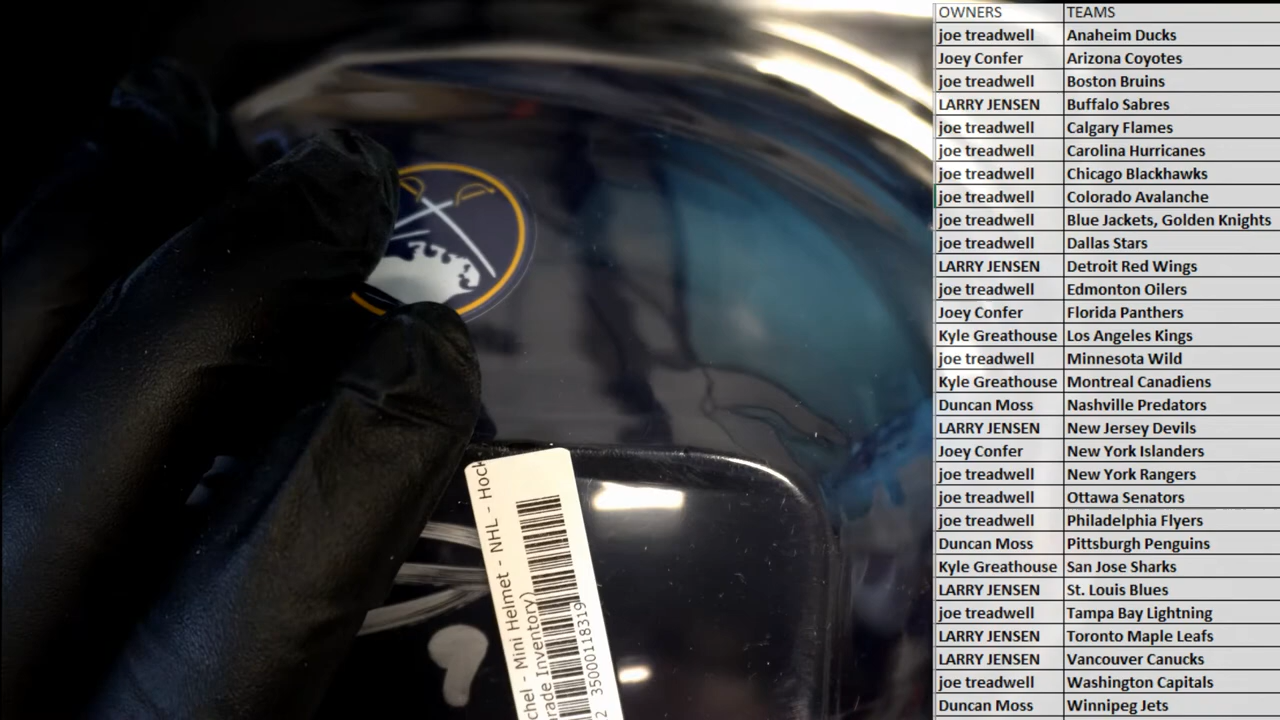 OWNERS TEAMS
joe treadwell Anaheim Ducks
Joey Confer Arizona Coyotes
joe treadwell Boston Bruins
LARRY JENSEN Buffalo Sabres
joe treadwell Calgary Flames
joe treadwell Carolina Hurricanes
joe treadwell Chicago Blackhawks
joe treadwell Colorado Avalanche
joe treadwell Blue Jackets, Golden Knights
joe treadwell Dallas Stars
LARRY JENSEN Detroit Red Wings
joe treadwell Edmonton Oilers
Joey Confer Florida Panthers
Kyle Greathouse Los Angeles Kings
joe treadwell Minnesota Wild
Kyle Greathouse Montreal Canadiens
Duncan Moss Nashville Predators
LARRY JENSEN New Jersey Devils
Joey Confer New York Islanders
joe treadwell New York Rangers
joe treadwell Ottawa Senators
joe treadwell Philadelphia Flyers
Duncan Moss Pittsburgh Penguins
Kyle Greathouse San Jose Sharks
LARRY JENSEN St. Louis Blues
joe treadwell Tampa Bay Lightning
LARRY JENSEN Toronto Maple Leafs
LARRY JENSEN Vancouver Canucks
joe treadwell Washington Capitals
Duncan Moss Winnipeg Jets
chel - Mini Helmet - NHL - Hock
rade Inventory)
2 35000118319
9